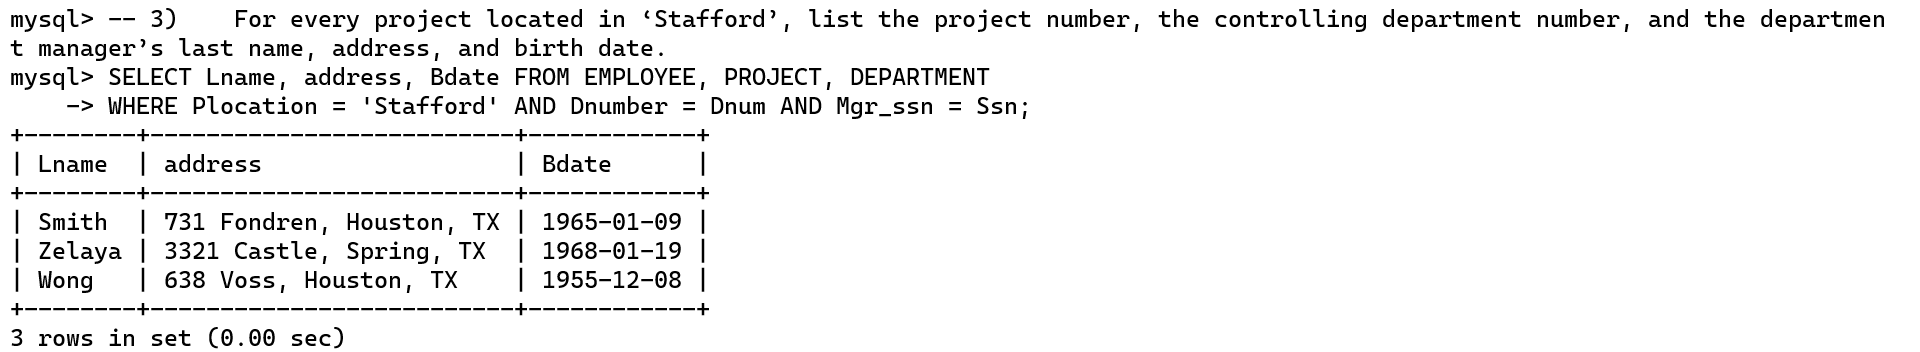 mysql> -- 3)    For every project located in ‘Stafford’, list the project number, the controlling department number, and the departmen
t manager’s last name, address, and birth date.
mysql> SELECT Lname, address, Bdate FROM EMPLOYEE, PROJECT, DEPARTMENT
    -> WHERE Plocation = 'Stafford' AND Dnumber = Dnum AND Mgr_ssn = Ssn;
+--------+--------------------------+------------+
| Lname  | address                  | Bdate      |
+--------+--------------------------+------------+
| Smith  | 731 Fondren, Houston, TX | 1965-01-09 |
| Zelaya | 3321 Castle, Spring, TX  | 1968-01-19 |
| Wong   | 638 Voss, Houston, TX    | 1955-12-08 |
+--------+--------------------------+------------+
3 rows in set (0.00 sec)